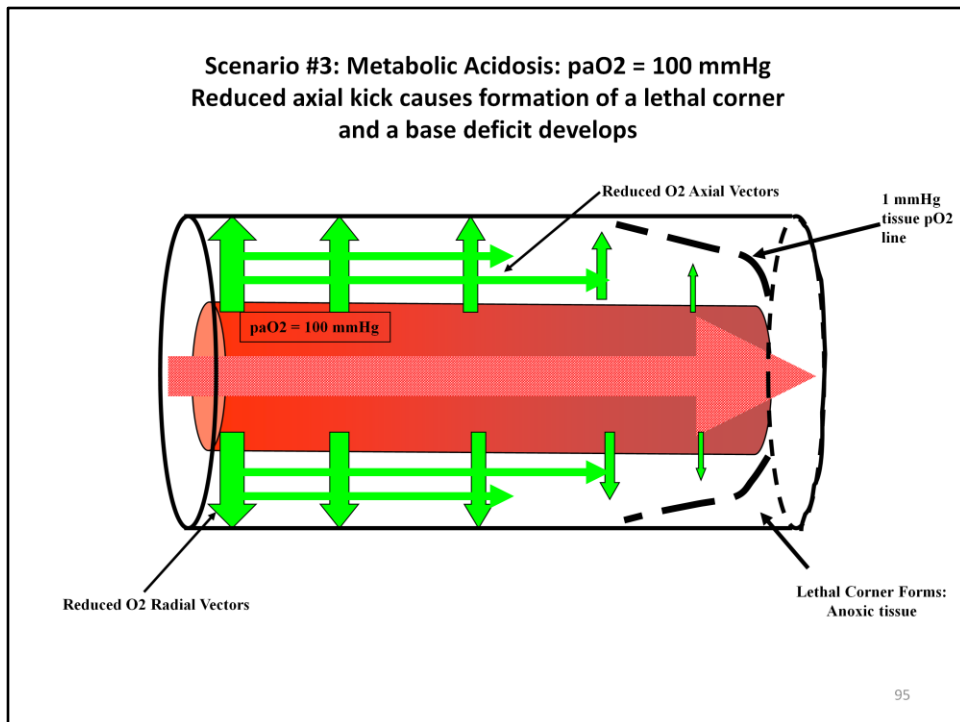 Scenario #3: Metabolic Acidosis: paO2 = 100 mmHg
Reduced axial kick causes formation of a lethal corner
and a base deficit develops
Reduced O2 Axial Vectors
1 mmHg
tissue pO2
line
paO2 = 100 mmHg
Reduced O2 Radial Vectors
Lethal Corner Forms:
Anoxic tissue
95